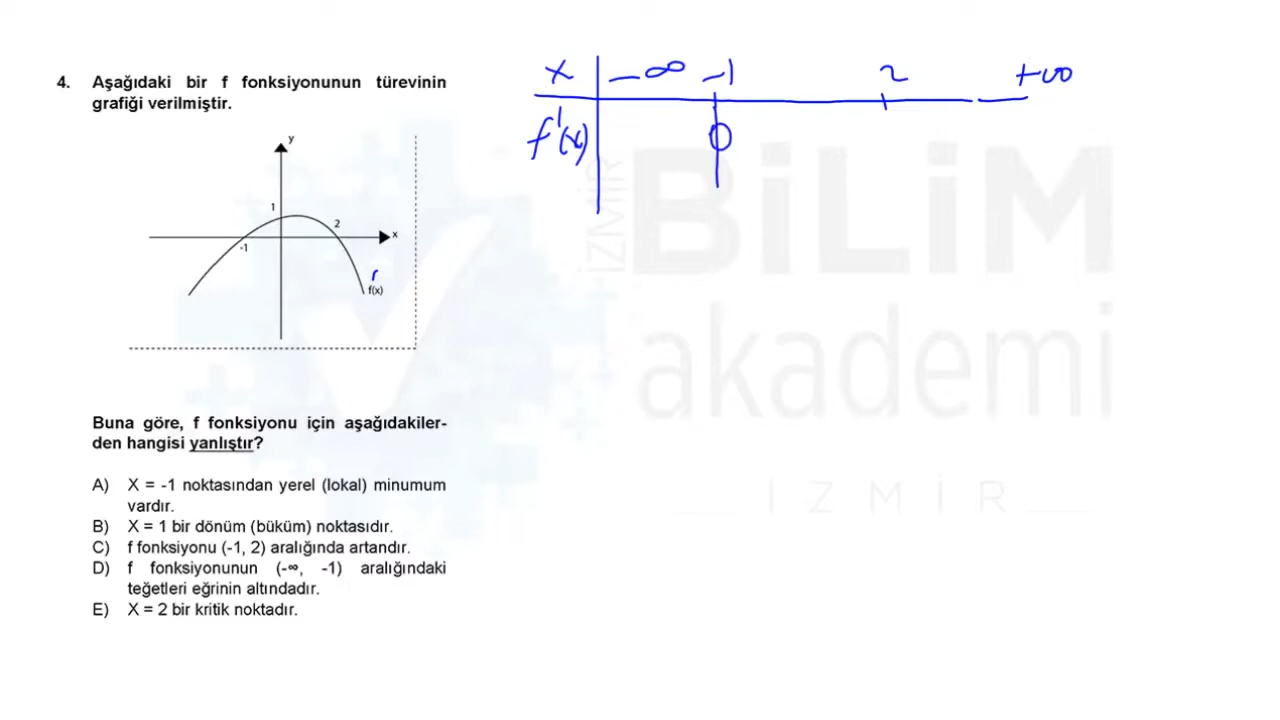 4. Aşağıdaki bir f fonksiyonunun türevinin
grafiği verilmiştir.
y
1
2
x
-1
f(x)
Buna göre, f fonksiyonu için aşağıdakiler-
den hangisi yanlıştır?
A) X = -1 noktasından yerel (lokal) minumum
vardır.
B) X = 1 bir dönüm (büküm) noktasıdır.
C) f fonksiyonu (-1, 2) aralığında artandır.
D) f fonksiyonunun (-∞, -1) aralığındaki
teğetleri eğrinin altındadır.
E) X = 2 bir kritik noktadır.
x -∞ -1 2 +∞
f'(x) 0
İZMİR
BiLiM
akademi
İZMİR